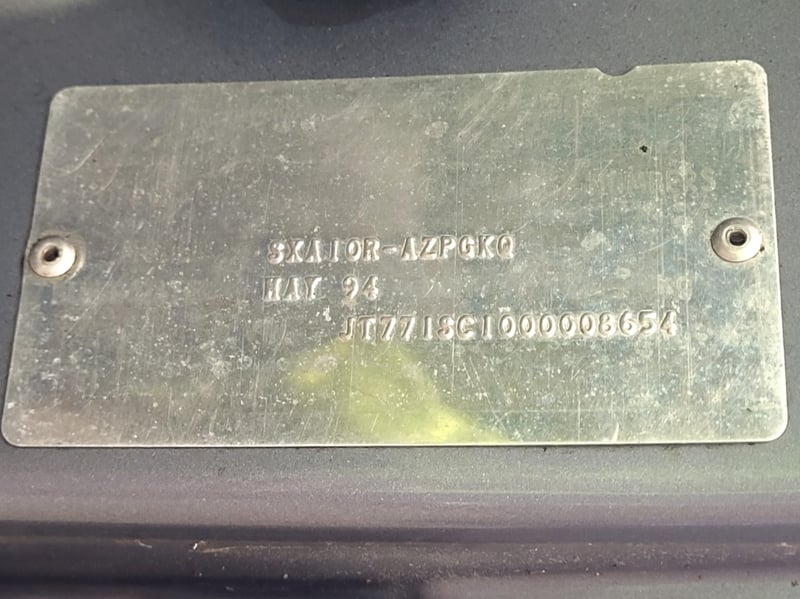 SXA10R-AZPGKQ
MAY 94
JT771SC1000008654